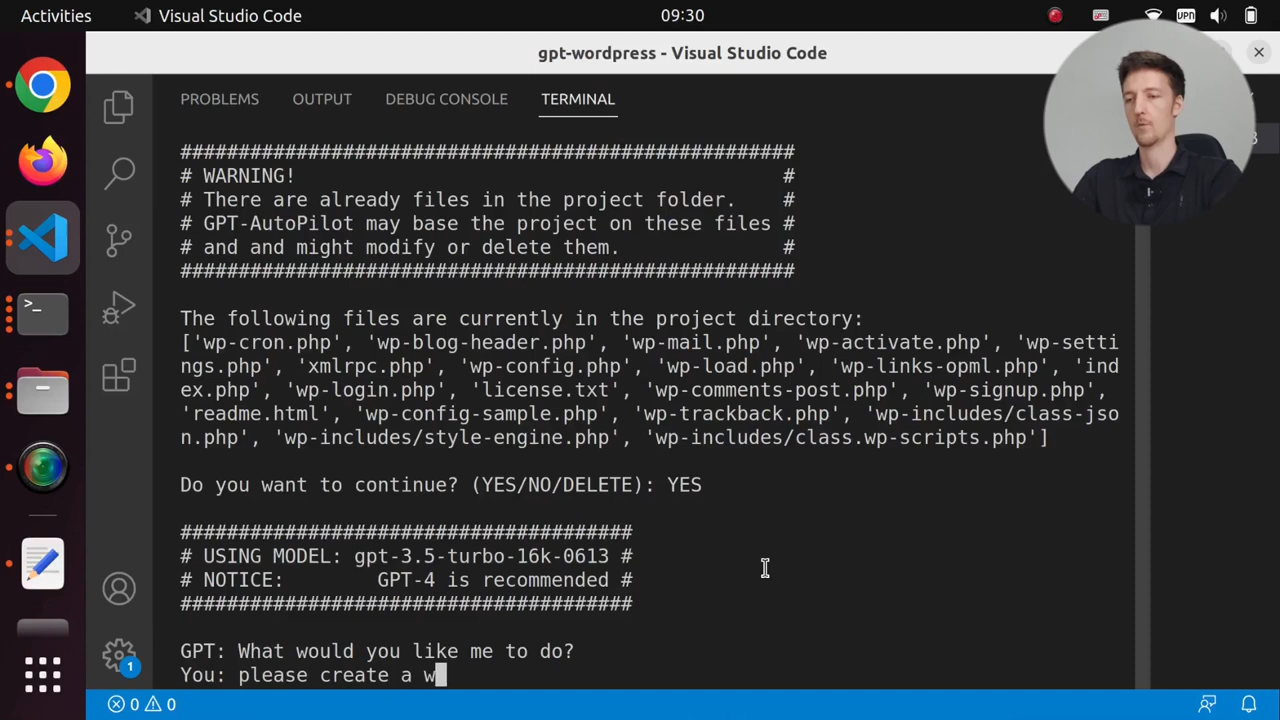 Activities
Visual Studio Code
09:30
VPN
gpt-wordpress - Visual Studio Code
PROBLEMS OUTPUT DEBUG CONSOLE TERMINAL
#####################################################
# WARNING! #
# There are already files in the project folder. #
# GPT-AutoPilot may base the project on these files #
# and and might modify or delete them. #
#####################################################
The following files are currently in the project directory:
['wp-cron.php', 'wp-blog-header.php', 'wp-mail.php', 'wp-activate.php', 'wp-setti
ngs.php', 'xmlrpc.php', 'wp-config.php', 'wp-load.php', 'wp-links-opml.php', 'ind
ex.php', 'wp-login.php', 'license.txt', 'wp-comments-post.php', 'wp-signup.php',
'readme.html', 'wp-config-sample.php', 'wp-trackback.php', 'wp-includes/class-jso
n.php', 'wp-includes/style-engine.php', 'wp-includes/class.wp-scripts.php']
Do you want to continue? (YES/NO/DELETE): YES
#######################################
# USING MODEL: gpt-3.5-turbo-16k-0613 #
# NOTICE: GPT-4 is recommended #
#######################################
GPT: What would you like me to do?
You: please create a w
1
0 0